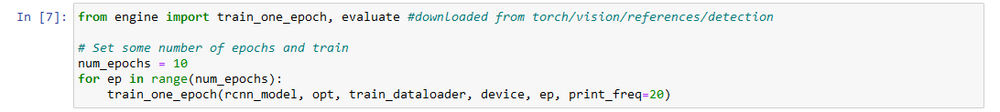 In [7]: from engine import train_one_epoch, evaluate #downloaded from torch/vision/references/detection
# Set some number of epochs and train
num_epochs = 10
for ep in range(num_epochs):
    train_one_epoch(rcnn_model, opt, train_dataloader, device, ep, print_freq=20)